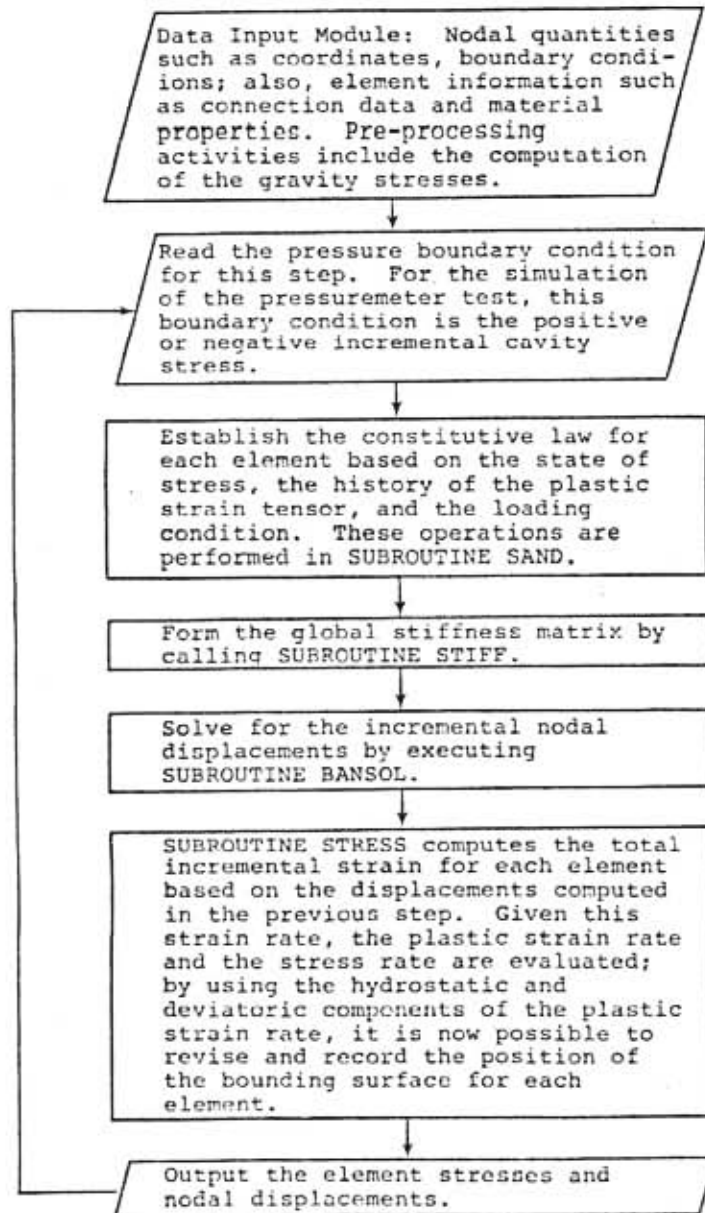 Data Input Module: Nodal quantities
such as coordinates, boundary condi-
ions; also, element information such
as connection data and material
properties. Pre-processing
activities include the computation
of the gravity stresses.
Read the pressure boundary condition
for this step. For the simulation
of the pressuremeter test, this
boundary condition is the positive
or negative incremental cavity
stress.
Establish the constitutive law for
each element based on the state of
stress, the history of the plastic
strain tensor, and the loading
condition. These operations are
performed in SUBROUTINE SAND.
Form the global stiffness matrix by
calling SUBROUTINE STIFF.
Solve for the incremental nodal
displacements by executing
SUBROUTINE BANSOL.
SUBROUTINE STRESS computes the total
incremental strain for each element
based on the displacements computed
in the previous step. Given this
strain rate, the plastic strain rate
and the stress rate are evaluated;
by using the hydrostatic and
deviatoric components of the plastic
strain rate, it is now possible to
revise and record the position of
the bounding surface for each
element.
Output the element stresses and
nodal displacements.